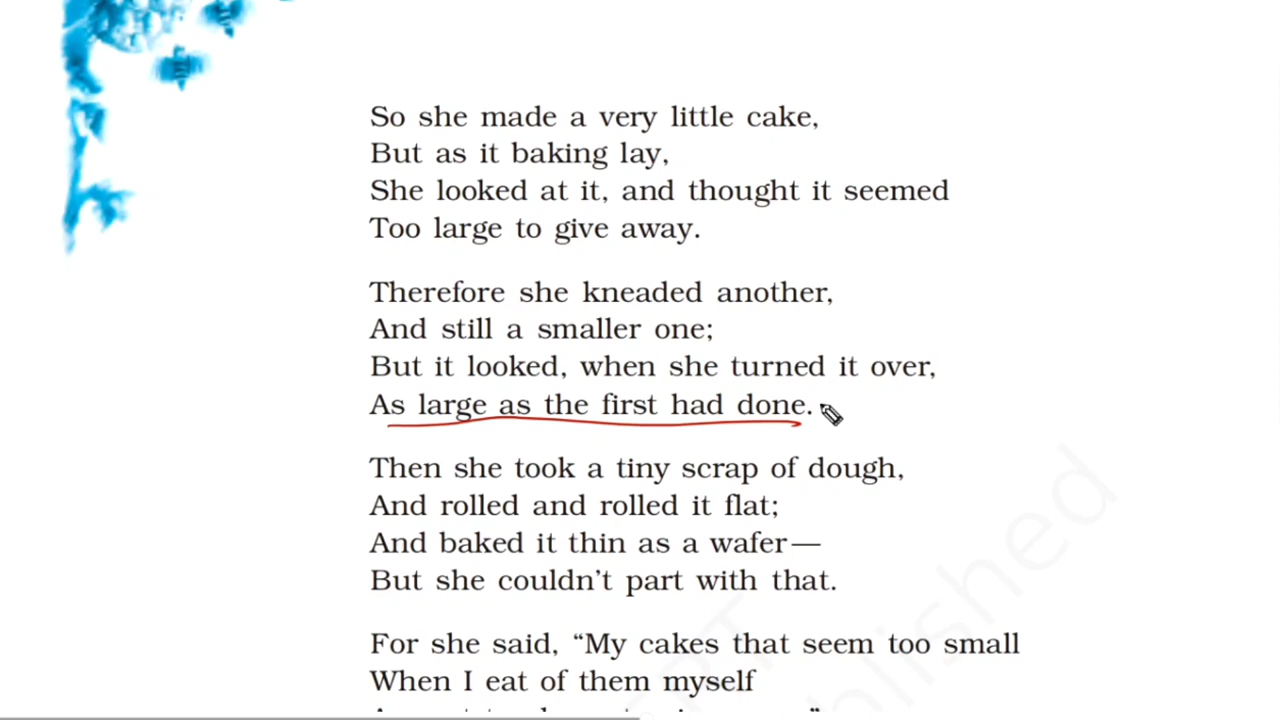 So she made a very little cake,
But as it baking lay,
She looked at it, and thought it seemed
Too large to give away.
Therefore she kneaded another,
And still a smaller one;
But it looked, when she turned it over,
As large as the first had done.
Then she took a tiny scrap of dough,
And rolled and rolled it flat;
And baked it thin as a wafer—
But she couldn't part with that.
For she said, “My cakes that seem too small
When I eat of them myself